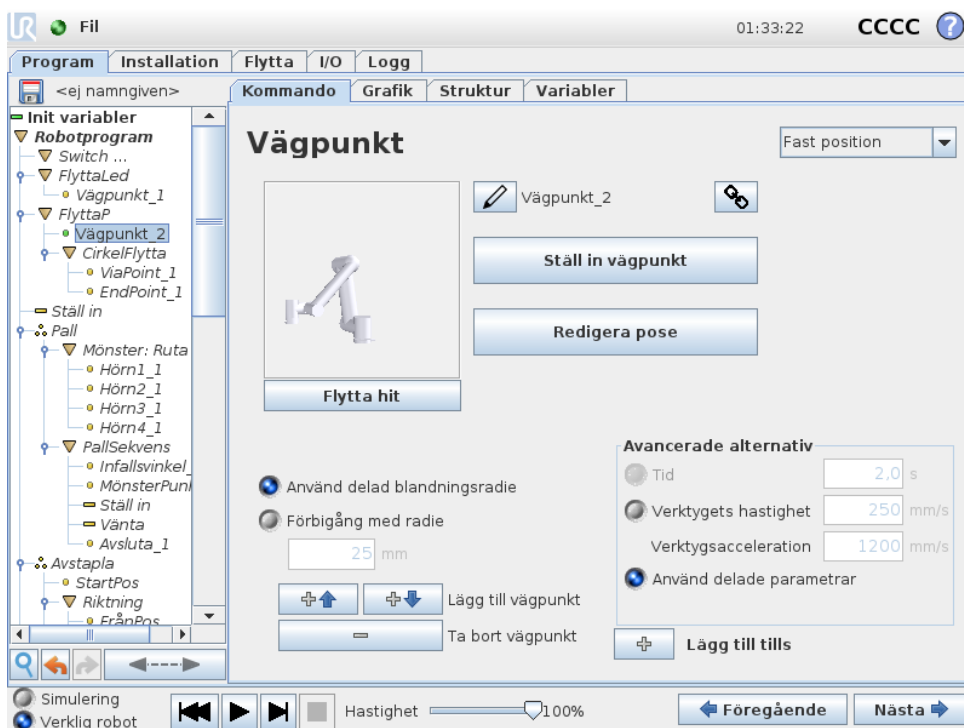 UR Fil 01:33:22 CCCC ?
Program Installation Flytta I/O Logg
<ej namngiven> Kommando Grafik Struktur Variabler
Init variabler
Robotprogram
Switch ...
FlyttaLed
Vägpunkt_1
FlyttaP
Vägpunkt_2
CirkelFlytta
ViaPoint_1
EndPoint_1
Ställ in
Pall
Mönster: Ruta
Hörn1_1
Hörn2_1
Hörn3_1
Hörn4_1
PallSekvens
Infallsvinkel_
MönsterPunk
Ställ in
Vänta
Avsluta_1
Avstapla
StartPos
Riktning
FrånPos
Vägpunkt
Fast position
Vägpunkt_2
Ställ in vägpunkt
Redigera pose
Flytta hit
Använd delad blandningsradie
Förbigång med radie
25 mm
Lägg till vägpunkt
Ta bort vägpunkt
Avancerade alternativ
Tid 2,0 s
Verktygets hastighet 250 mm/s
Verktygsacceleration 1200 mm/s
Använd delade parametrar
Lägg till tills
Simulering
Verklig robot
Hastighet 100%
Föregående
Nästa